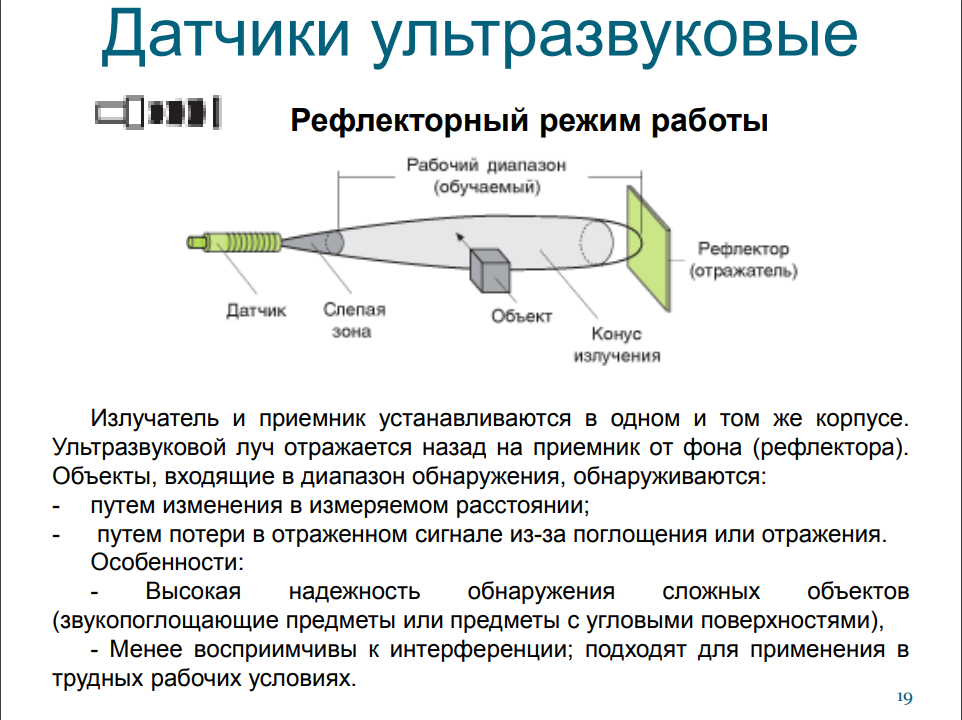 Датчики ультразвуковые
Рефлекторный режим работы
Рабочий диапазон
(обучаемый)
Рефлектор
(отражатель)
Датчик
Слепая
зона
Объект
Конус
излучения
Излучатель и приемник устанавливаются в одном и том же корпусе.
Ультразвуковой луч отражается назад на приемник от фона (рефлектора).
Объекты, входящие в диапазон обнаружения, обнаруживаются:
- путем изменения в измеряемом расстоянии;
- путем потери в отраженном сигнале из-за поглощения или отражения.
Особенности:
- Высокая надежность обнаружения сложных объектов
(звукопоглощающие предметы или предметы с угловыми поверхностями),
- Менее восприимчивы к интерференции; подходят для применения в
трудных рабочих условиях.
19